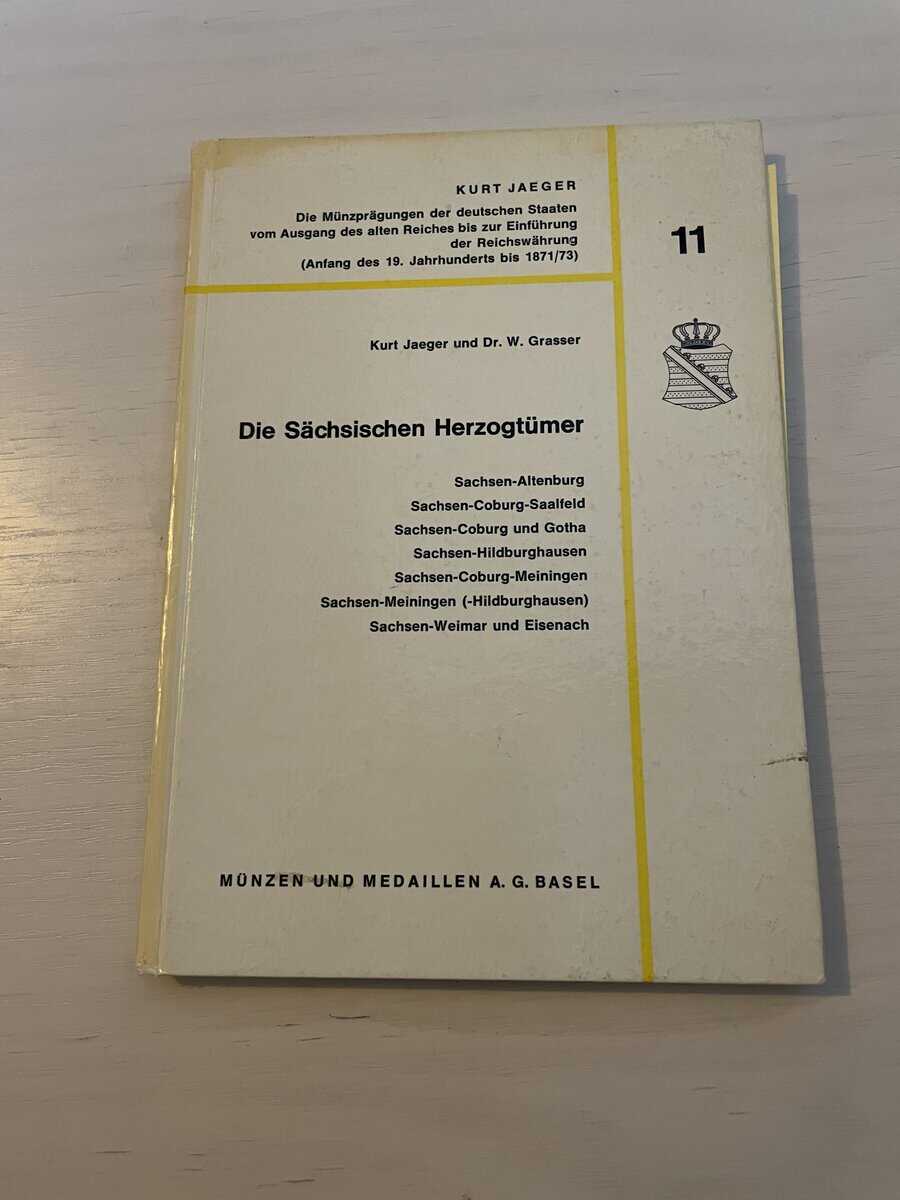 KURT JAEGER
Die Münzprägungen der deutschen Staaten
vom Ausgang des alten Reiches bis zur Einführung
der Reichswährung
(Anfang des 19. Jahrhunderts bis 1871/73)
11
Kurt Jaeger und Dr. W. Grasser
Die Sächsischen Herzogtümer
Sachsen-Altenburg
Sachsen-Coburg-Saalfeld
Sachsen-Coburg und Gotha
Sachsen-Hildburghausen
Sachsen-Coburg-Meiningen
Sachsen-Meiningen (-Hildburghausen)
Sachsen-Weimar und Eisenach
MÜNZEN UND MEDAILLEN A. G. BASEL